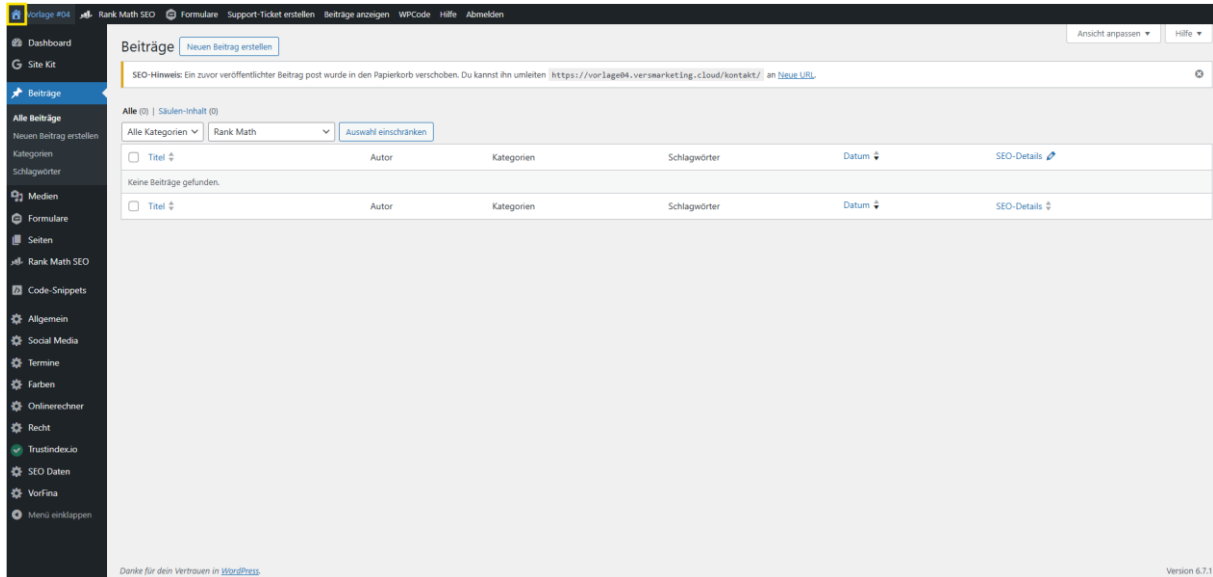 Vorlage #04 Rank Math SEO Formulare Support-Ticket erstellen Beiträge anzeigen WPCode Hilfe Abmelden
Ansicht anpassen Hilfe
Dashboard
Site Kit
Beiträge
Alle Beiträge
Neuen Beitrag erstellen
Kategorien
Schlagwörter
Medien
Formulare
Seiten
Rank Math SEO
Code-Snippets
Allgemein
Social Media
Termine
Farben
Onlinerechner
Recht
Trustindex.io
SEO Daten
VorFina
Menü einklappen
Beiträge Neuen Beitrag erstellen
SEO-Hinweis: Ein zuvor veröffentlichter Beitrag post wurde in den Papierkorb verschoben. Du kannst ihn umleiten https://vorlage04.versmarketing.cloud/kontakt/ an Neue URL.
Alle (0) | Säulen-Inhalt (0)
Alle Kategorien Rank Math Auswahl einschränken
Titel Autor Kategorien Schlagwörter Datum SEO-Details
Keine Beiträge gefunden.
Titel Autor Kategorien Schlagwörter Datum SEO-Details
Danke für dein Vertrauen in WordPress. Version 6.7.1